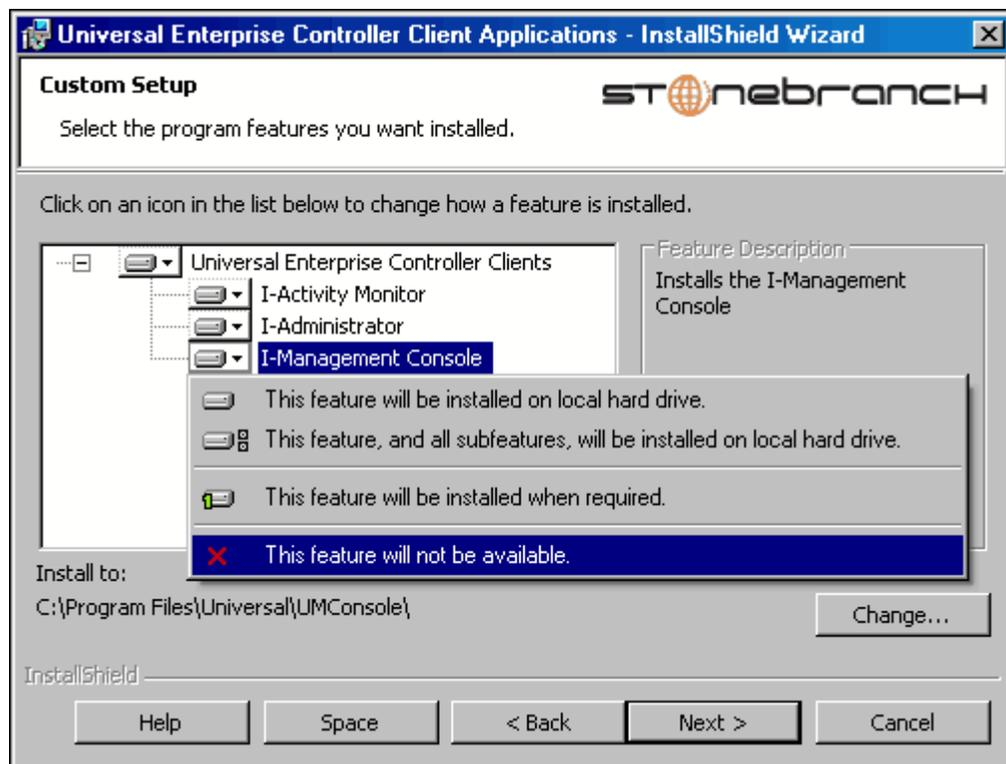 Universal Enterprise Controller Client Applications - InstallShield Wizard
Custom Setup
STONEBRANCH
Select the program features you want installed.
Click on an icon in the list below to change how a feature is installed.
Universal Enterprise Controller Clients
I-Activity Monitor
I-Administrator
I-Management Console
Feature Description
Installs the I-Management
Console
This feature will be installed on local hard drive.
This feature, and all subfeatures, will be installed on local hard drive.
This feature will be installed when required.
This feature will not be available.
Install to:
C:\Program Files\Universal\UMConsole\
Change...
InstallShield
Help
Space
< Back
Next >
Cancel